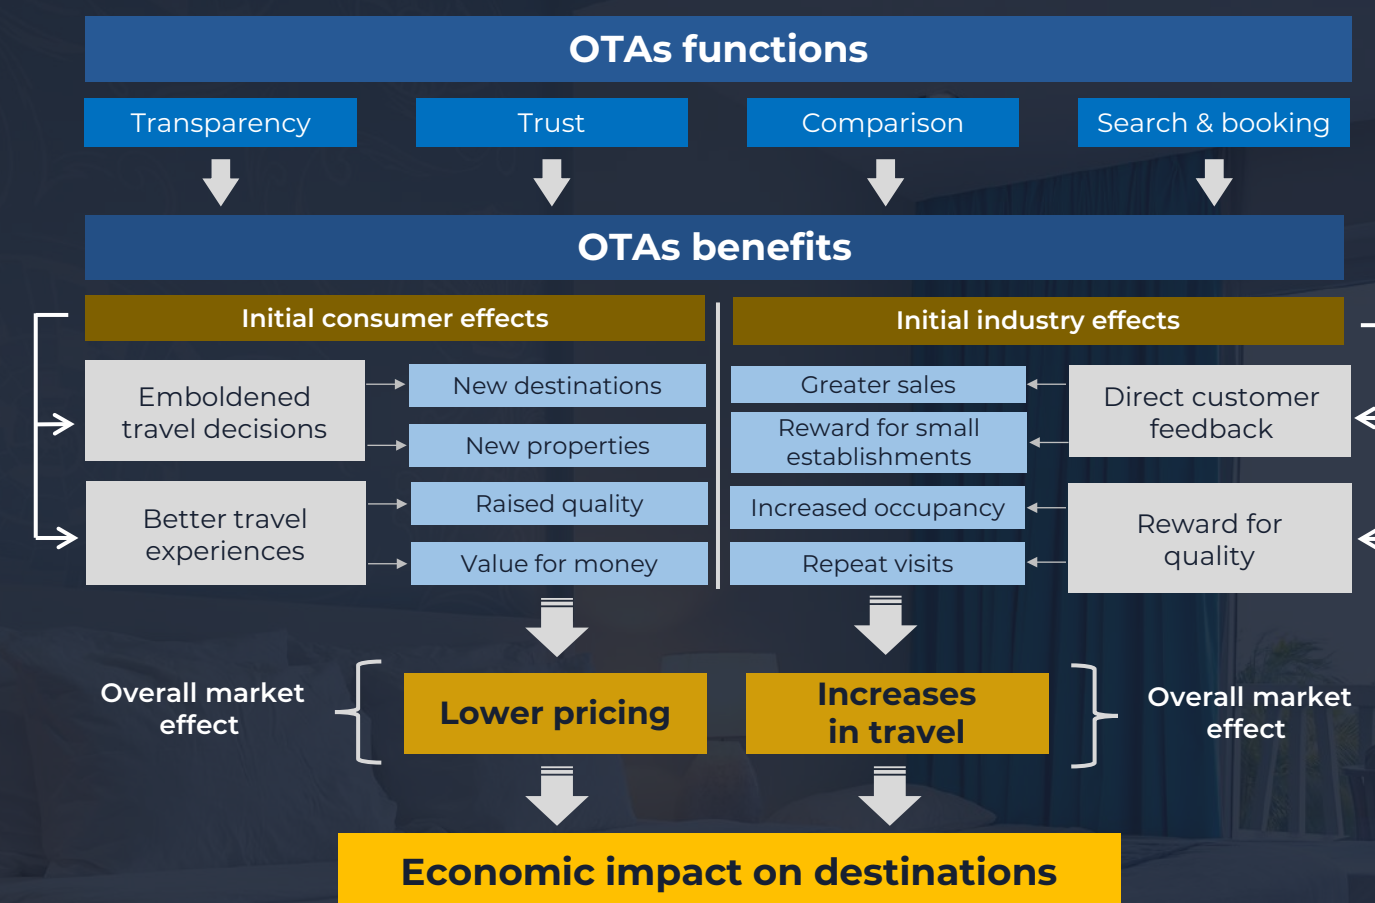 OTAs functions
Transparency
Trust
Comparison
Search & booking
OTAs benefits
Initial consumer effects
Initial industry effects
Emboldened
travel decisions
New destinations
New properties
Better travel
experiences
Raised quality
Value for money
Greater sales
Reward for small
establishments
Direct customer
feedback
Increased occupancy
Repeat visits
Reward for
quality
Overall market
effect
Lower pricing
Increases
in travel
Overall market
effect
Economic impact on destinations